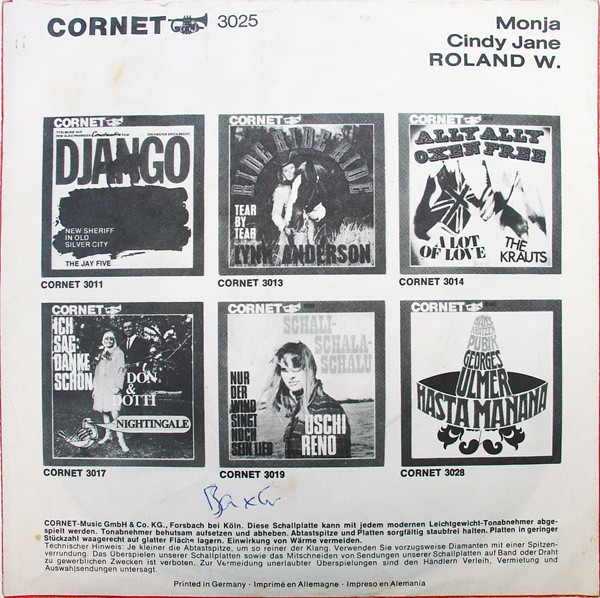 CORNET 3025
Monja
Cindy Jane
ROLAND W.
CORNET
DJANGO
NEW SHERIFF
IN OLD
SILVER CITY
THE JAY FIVE
CORNET 3011
CORNET
RIDE RIDE RIDE
TEAR
BY
TEAR
LYNN ANDERSON
CORNET 3013
CORNET
ALLY ALLY
OXEN FREE
A LOT
OF LOVE
THE
KRAUTS
CORNET 3014
CORNET
ICH
SAG'
DANKE
SCHÖN
DON
&
DOTTI
NIGHTINGALE
CORNET 3017
CORNET
SCHALI-
SCHALA-
SCHALU
NUR
DER
WIND
SINGT
NOCH
SEIN LIED
USCHI
RENO
CORNET 3019
CORNET
GEORGES
ULMER
HASTA MAÑANA
CORNET 3028
CORNET-Music GmbH & Co. KG., Forsbach bei Köln. Diese Schallplatte kann mit jedem modernen Leichtgewicht-Tonabnehmer abge-
spielt werden. Tonabnehmer behutsam aufsetzen und abheben. Abtastspitze und Platten sorgfältig staubfrei halten. Platten in geringer
Stückzahl waagerecht auf glatter Fläche lagern. Einwirkung von Wärme vermeiden.
Technischer Hinweis: Je kleiner die Abtastspitze, um so reiner der Klang. Verwenden Sie vorzugsweise Diamanten mit einer Spitzen-
verrundung. Das Überspielen unserer Schallplatten sowie das Mitschneiden von Sendungen unserer Schallplatten auf Band oder Draht
zu gewerblichen Zwecken ist verboten. Zur Vermeidung unerlaubter Überspielungen sind den Händlern Verleih, Vermietung und
Auswahlsendungen untersagt.
Printed in Germany · Imprimé en Allemagne · Impreso en Alemania